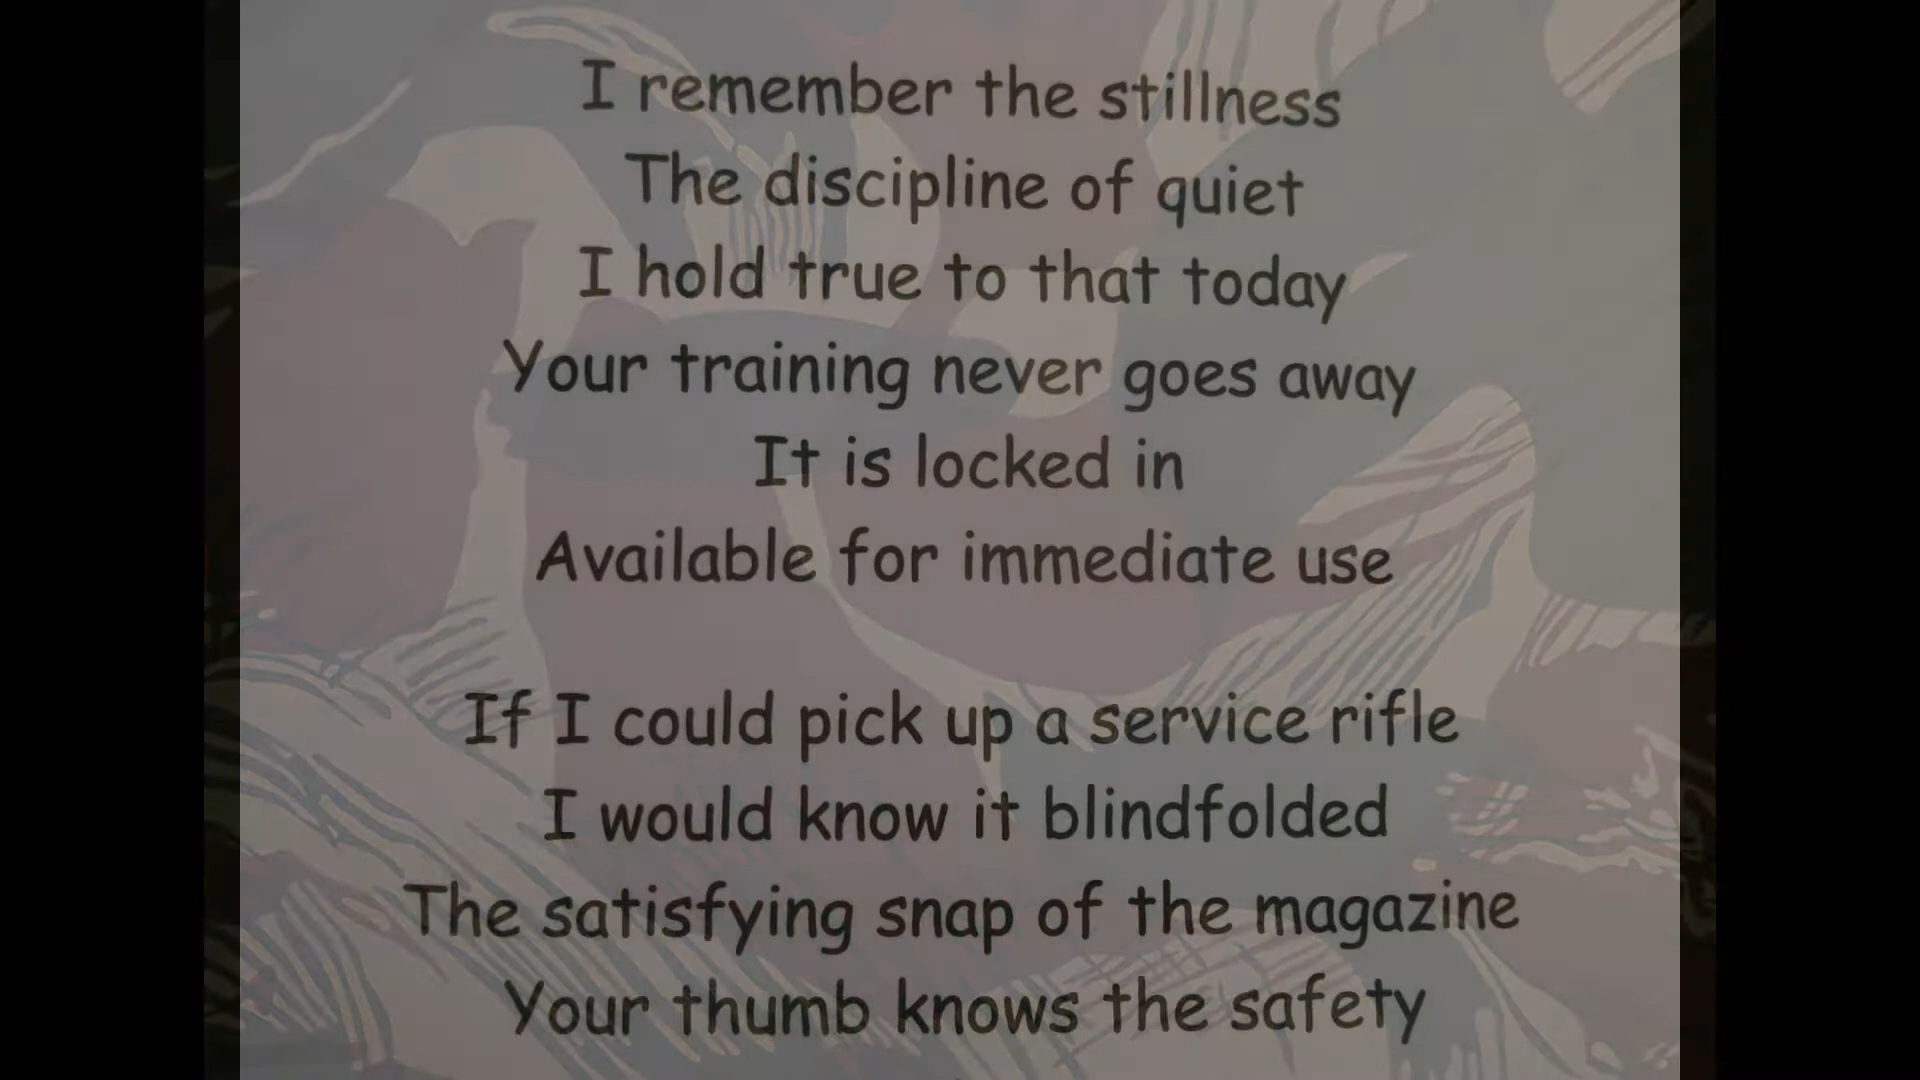 I remember the stillness
The discipline of quiet
I hold true to that today
Your training never goes away
It is locked in
Available for immediate use
If I could pick up a service rifle
I would know it blindfolded
The satisfying snap of the magazine
Your thumb knows the safety